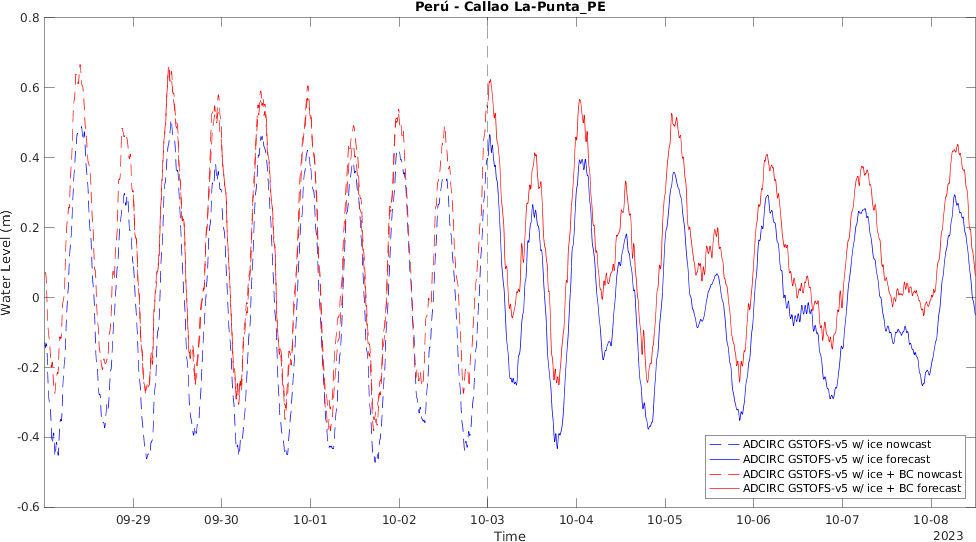 Perú - Callao La-Punta_PE
0.8
0.6
0.4
0.2
0
-0.2
-0.4
-0.6
Water Level (m)
ADCIRC GSTOFS-v5 w/ ice nowcast
ADCIRC GSTOFS-v5 w/ ice forecast
ADCIRC GSTOFS-v5 w/ ice + BC nowcast
ADCIRC GSTOFS-v5 w/ ice + BC forecast
09-29 09-30 10-01 10-02 10-03 10-04 10-05 10-06 10-07 10-08
Time
2023